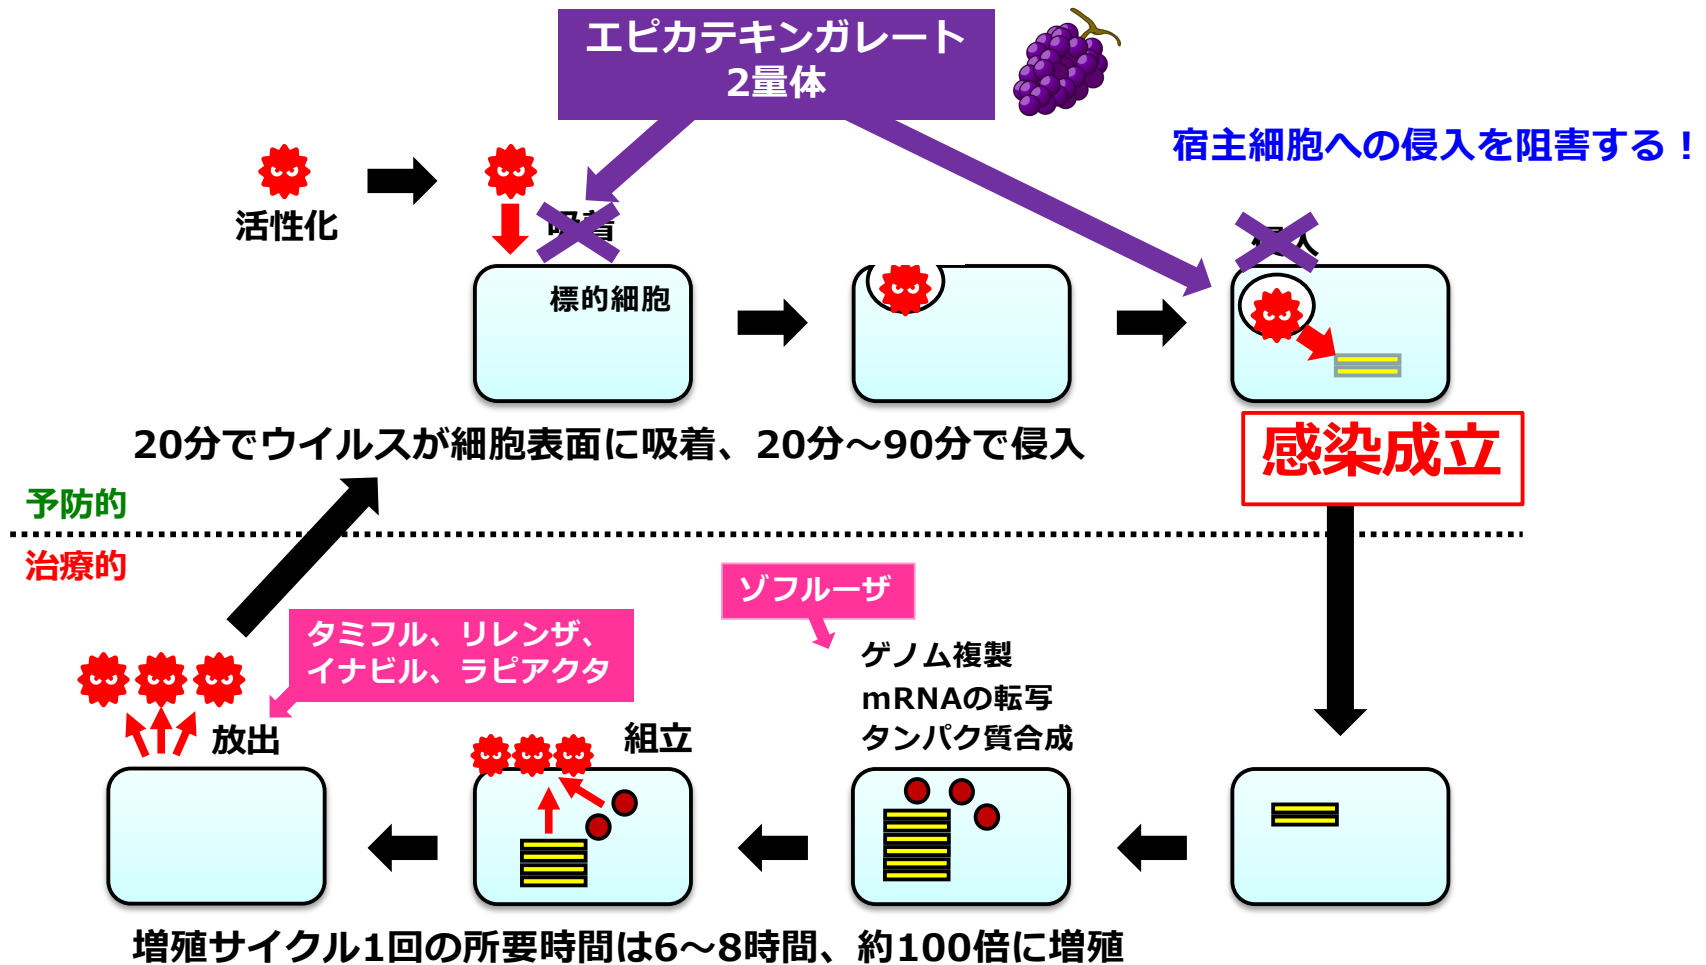 エピカテキンガレート
2量体
宿主細胞への侵入を阻害する！
活性化
吸着
侵入
標的細胞
20分でウイルスが細胞表面に吸着、20分～90分で侵入
感染成立
予防的
治療的
ゾフルーザ
タミフル、リレンザ、
イナビル、ラピアクタ
ゲノム複製
mRNAの転写
タンパク質合成
放出
組立
増殖サイクル1回の所要時間は6～8時間、約100倍に増殖